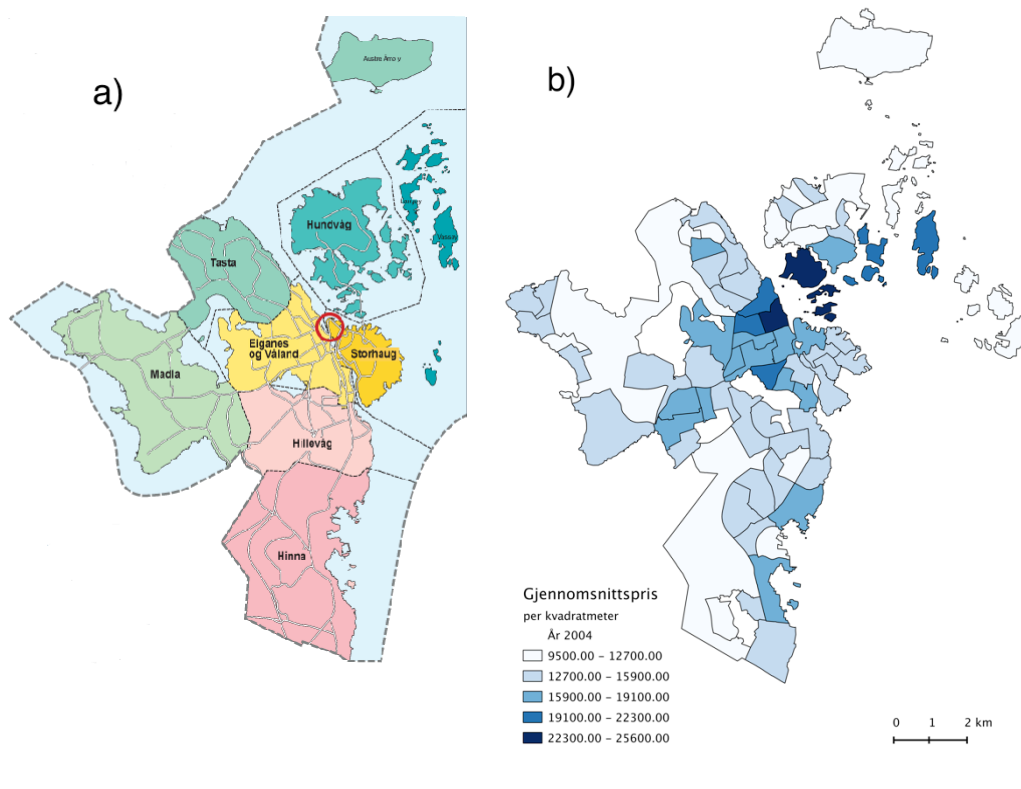 a)
Austre Åmøy
Hundvåg
Tasta
Eiganes
og Våland
Storhaug
Madla
Hillevåg
Hinna
b)
Gjennomsnittspris
per kvadratmeter
År 2004
9500.00 – 12700.00
12700.00 – 15900.00
15900.00 – 19100.00
19100.00 – 22300.00
22300.00 – 25600.00
0 1 2 km